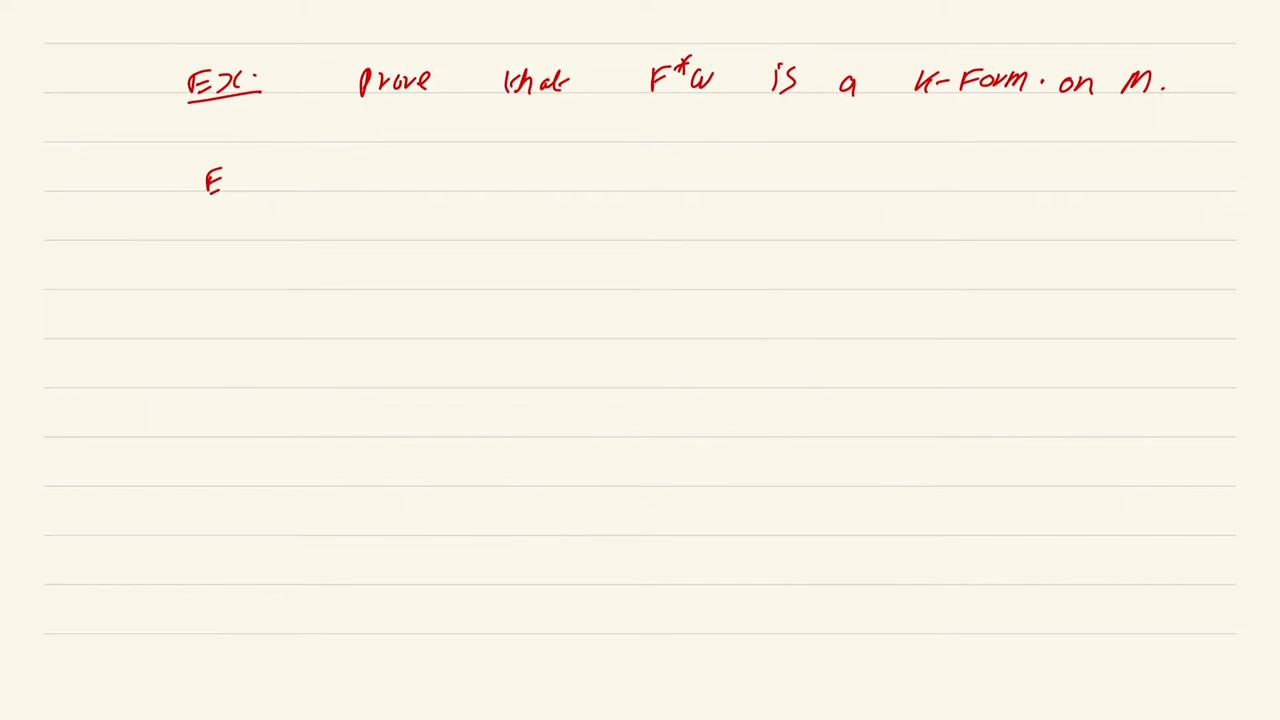 Ex. Prove that F*ω is a k-Form. on M.
E